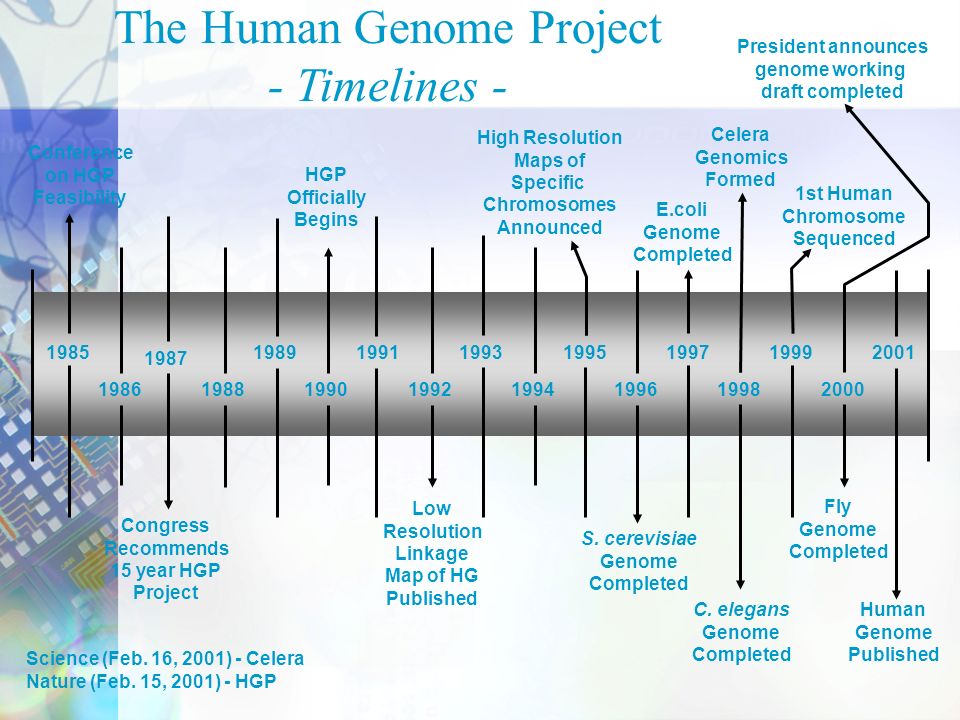 The Human Genome Project
- Timelines -
President announces
genome working
draft completed
Conference
on HGP
Feasibility
HGP
Officially
Begins
High Resolution
Maps of
Specific
Chromosomes
Announced
E.coli
Genome
Completed
Celera
Genomics
Formed
1st Human
Chromosome
Sequenced
1985
1987
1989
1991
1993
1995
1997
1999
2001
1986
1988
1990
1992
1994
1996
1998
2000
Congress
Recommends
15 year HGP
Project
Low
Resolution
Linkage
Map of HG
Published
S. cerevisiae
Genome
Completed
C. elegans
Genome
Completed
Fly
Genome
Completed
Human
Genome
Published
Science (Feb. 16, 2001) - Celera
Nature (Feb. 15, 2001) - HGP